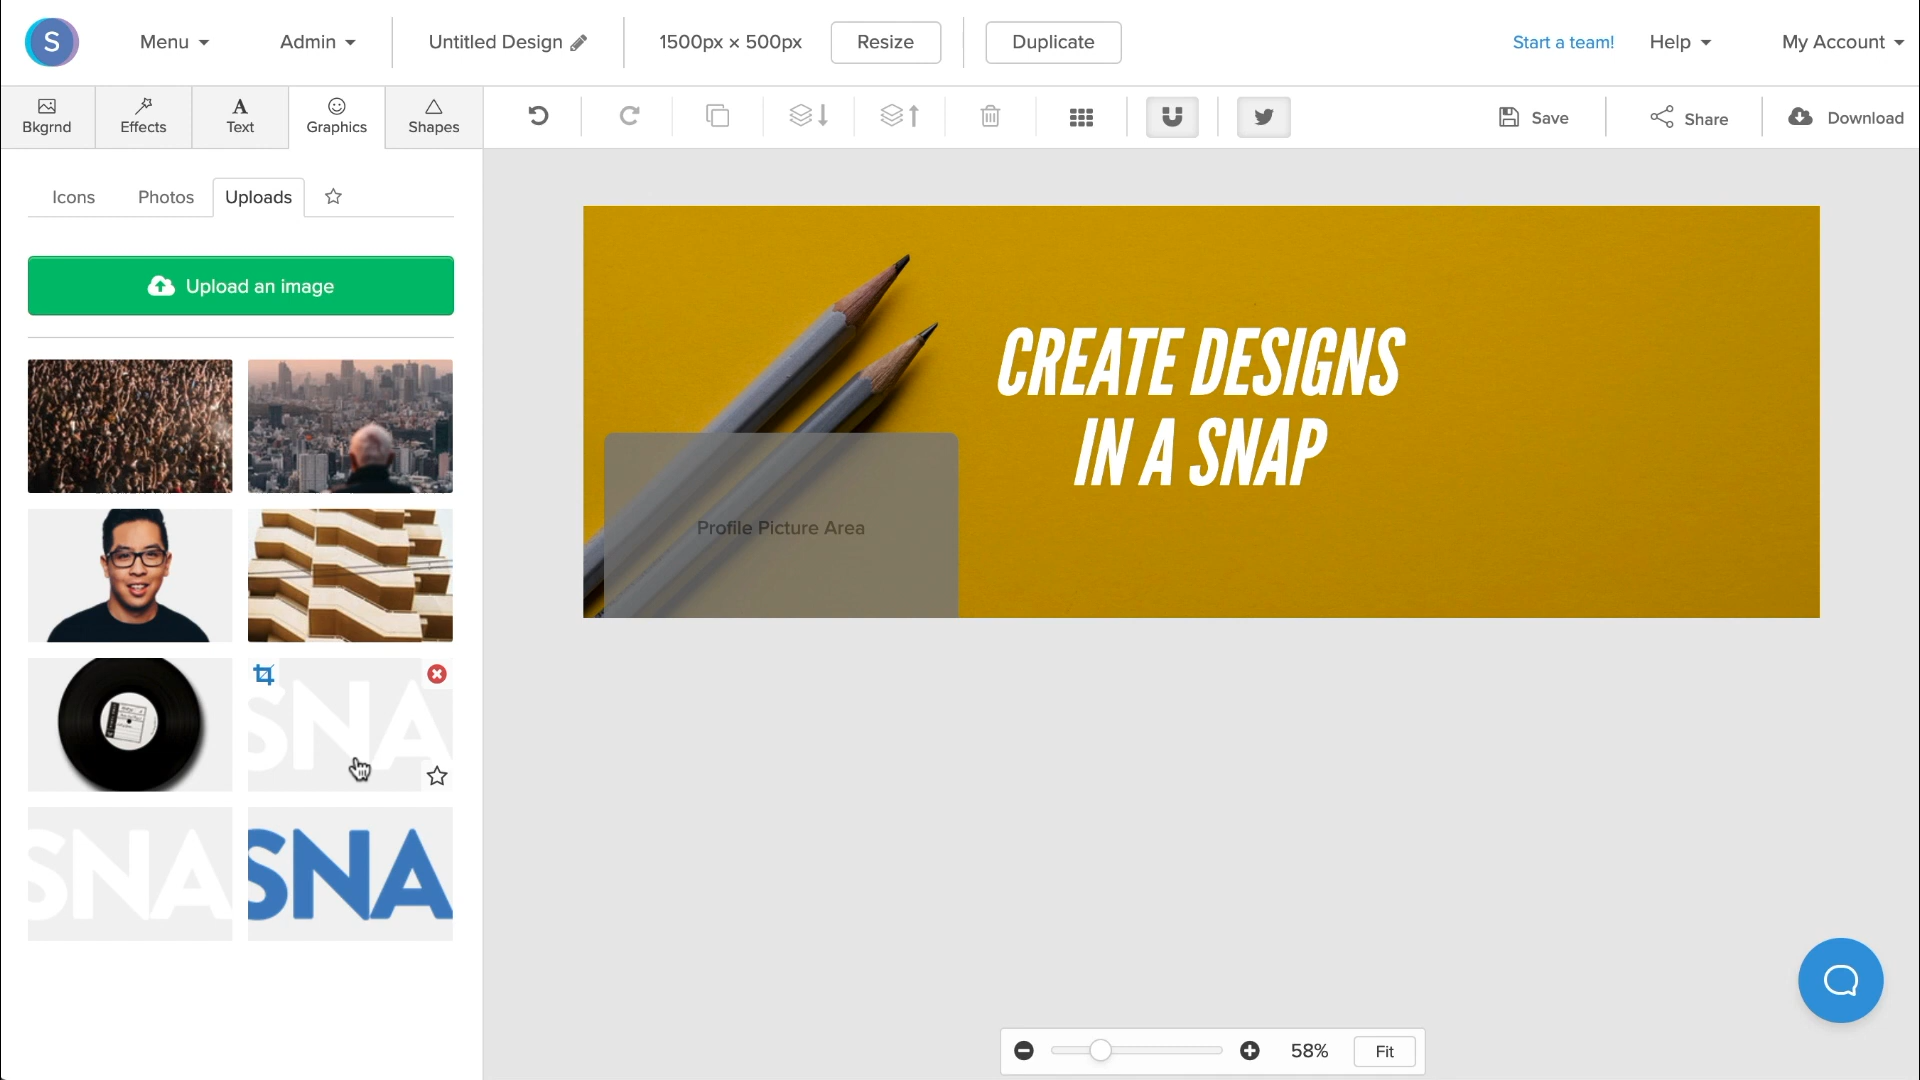 S
Menu
Admin
Untitled Design
1500px × 500px
Resize
Duplicate
Start a team!
Help
My Account
Bkgrnd
Effects
A
Text
Graphics
Shapes
Save
Share
Download
Icons
Photos
Uploads
Upload an image
CREATE DESIGNS
IN A SNAP
Profile Picture Area
SNA
SNA
SNA
58%
Fit